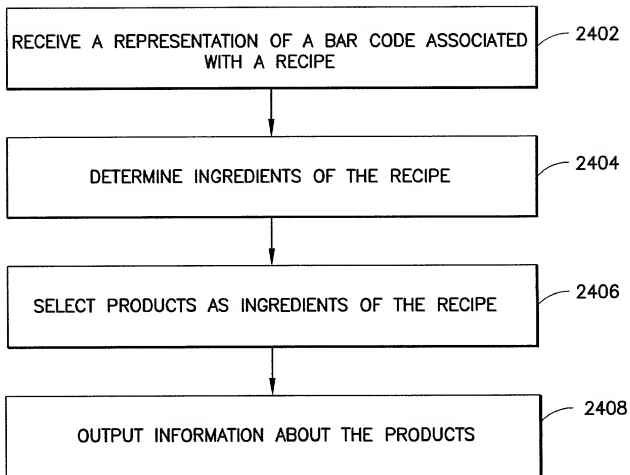 RECEIVE A REPRESENTATION OF A BAR CODE ASSOCIATED
WITH A RECIPE
2402
DETERMINE INGREDIENTS OF THE RECIPE
2404
SELECT PRODUCTS AS INGREDIENTS OF THE RECIPE
2406
OUTPUT INFORMATION ABOUT THE PRODUCTS
2408